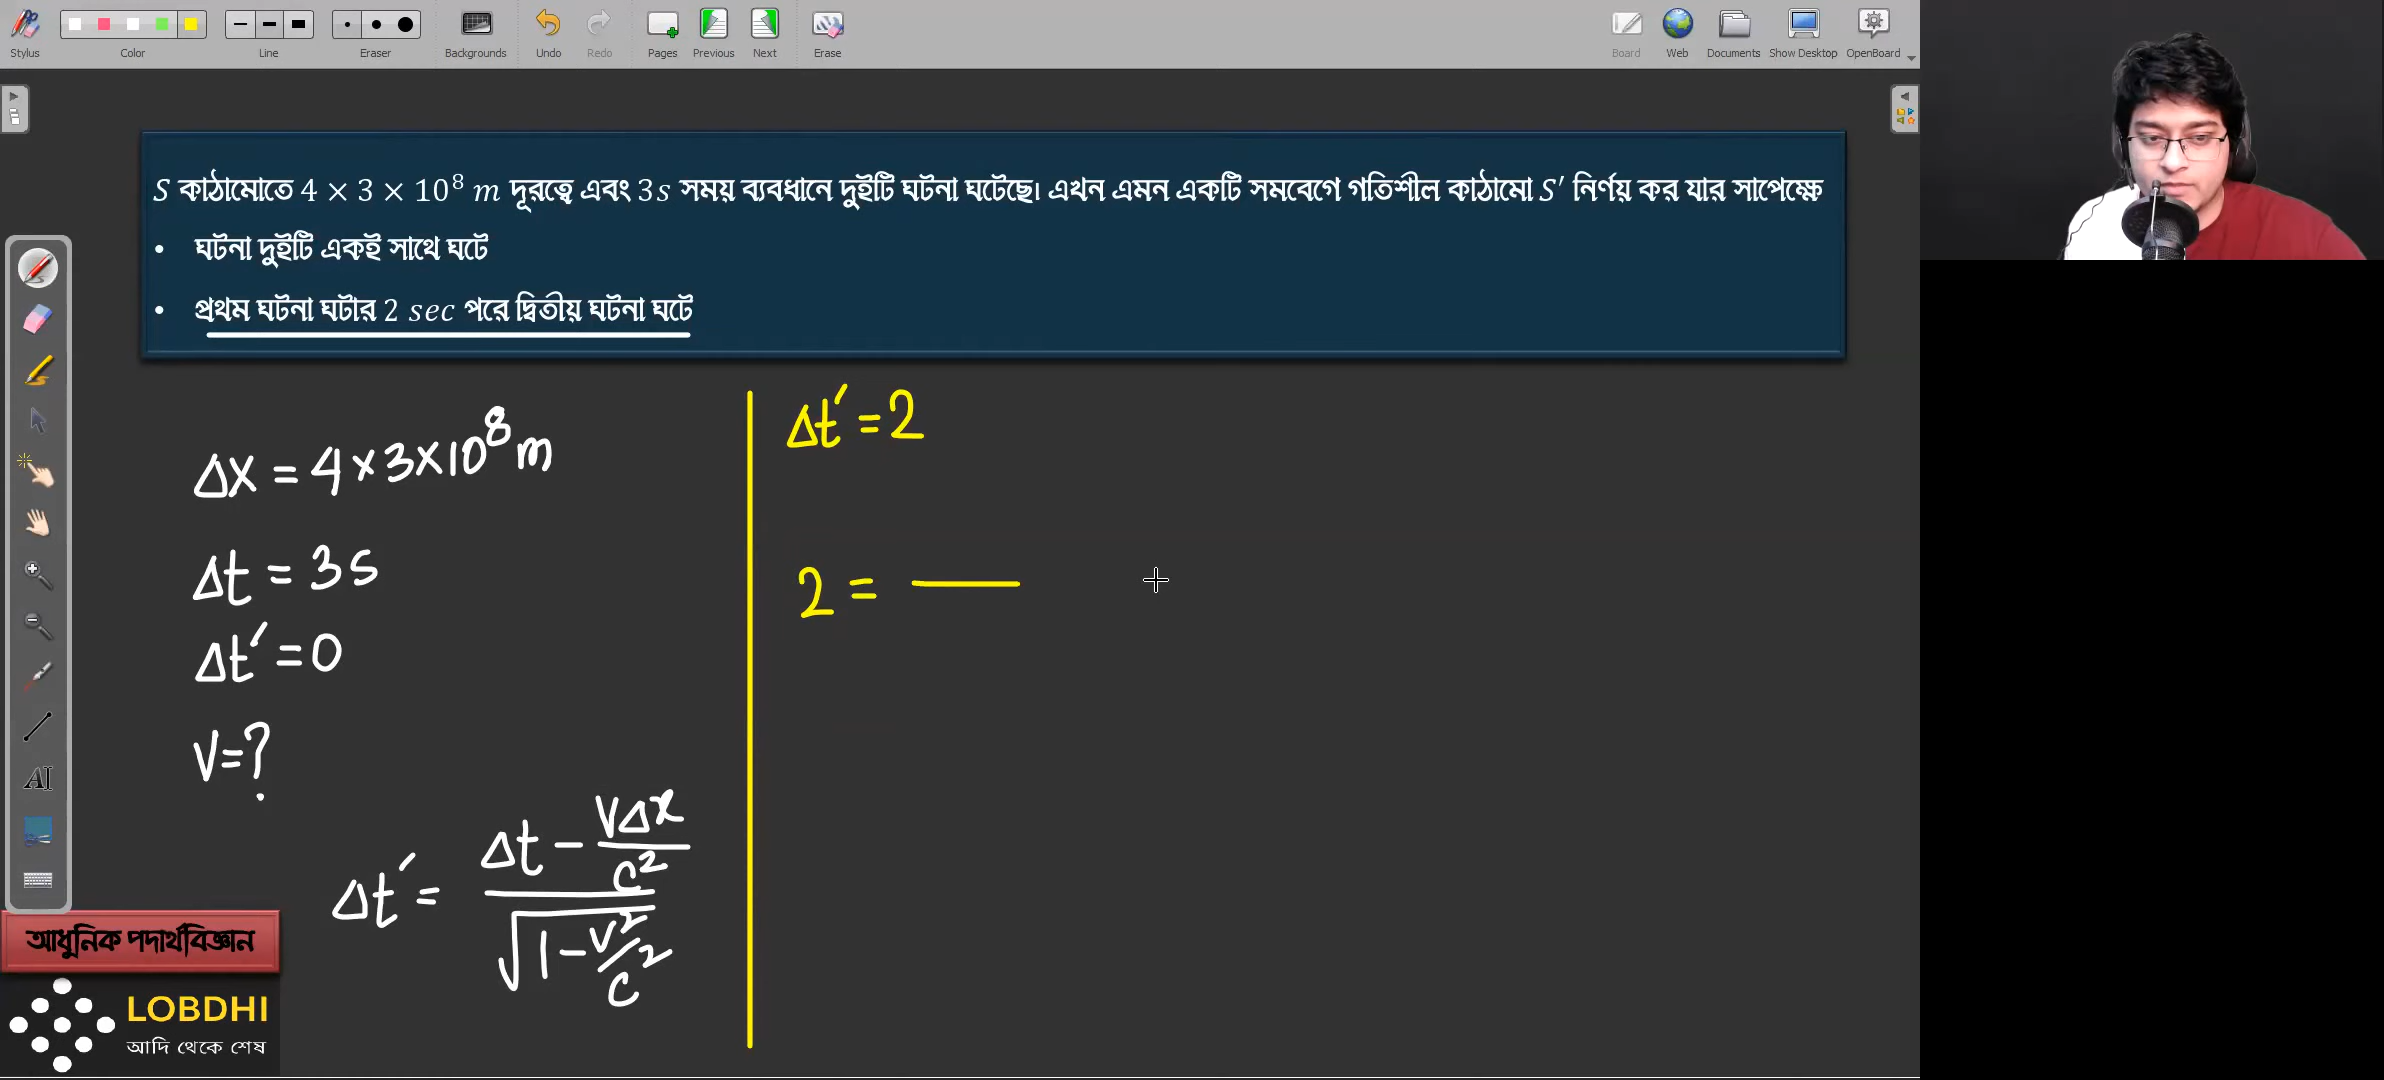 Stylus
Color
Line
Eraser
Backgrounds
Undo
Redo
Pages
Previous
Next
Erase
Board
Web
Documents
Show Desktop
OpenBoard
S কাঠামোতে 4 × 3 × 10⁸ m দূরত্বে এবং 3s সময় ব্যবধানে দুইটি ঘটনা ঘটেছে। এখন এমন একটি সমবেগে গতিশীল কাঠামো S′ নির্ণয় কর যার সাপেক্ষে
• ঘটনা দুইটি একই সাথে ঘটে
• প্রথম ঘটনা ঘটার 2 sec পরে দ্বিতীয় ঘটনা ঘটে
Δx = 4×3×10⁸ m
Δt = 3s
Δt′ = 0
v = ?
Δt′ = (Δt − vΔx/c²) / √(1 − v²/c²)
Δt′ = 2
2 = —
AI
আধুনিক পদার্থবিজ্ঞান
LOBDHI
আদি থেকে শেষ